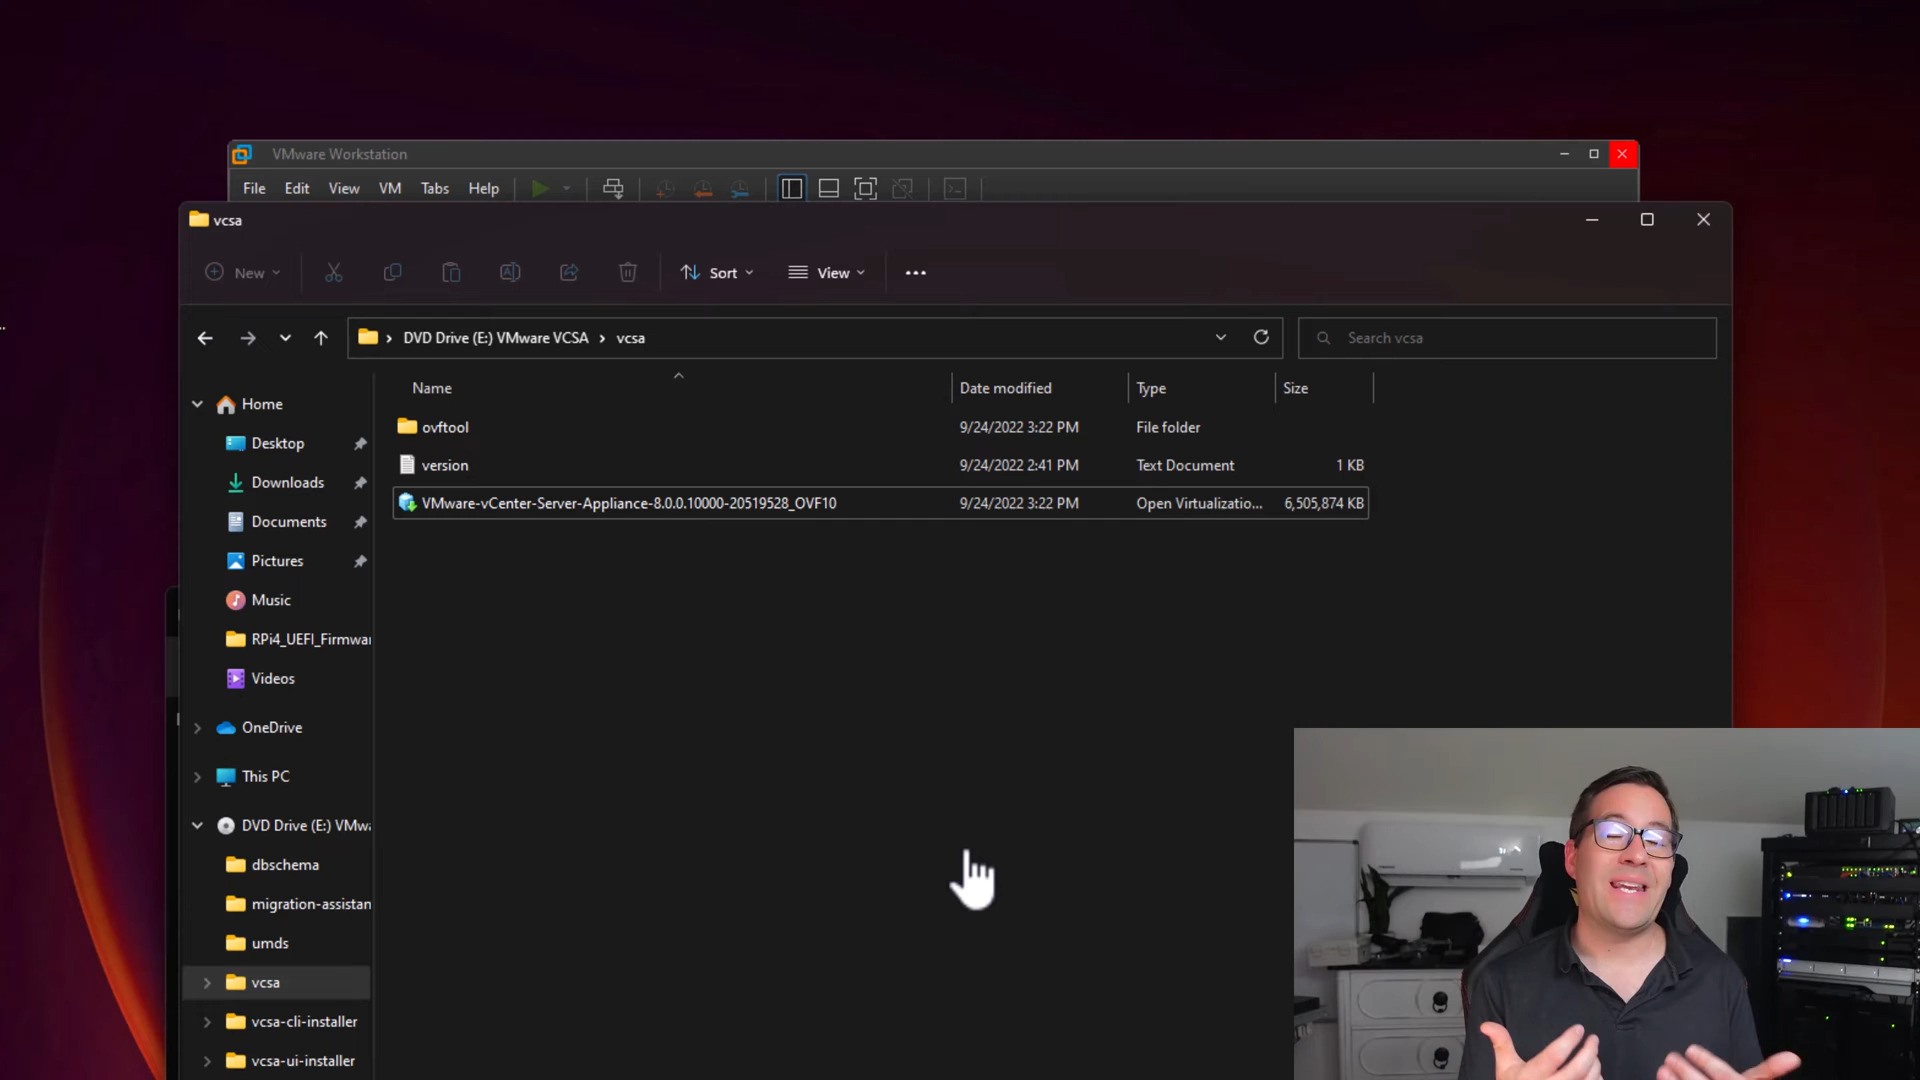 VMware Workstation
File Edit View VM Tabs Help
vcsa
New Sort View
DVD Drive (E:) VMware VCSA vcsa
Search vcsa
Name Date modified Type Size
ovftool 9/24/2022 3:22 PM File folder
version 9/24/2022 2:41 PM Text Document 1 KB
VMware-vCenter-Server-Appliance-8.0.0.10000-20519528_OVF10 9/24/2022 3:22 PM Open Virtualizatio... 6,505,874 KB
Home
Desktop
Downloads
Documents
Pictures
Music
RPi4_UEFI_Firmwar
Videos
OneDrive
This PC
DVD Drive (E:) VMwa
dbschema
migration-assistan
umds
vcsa
vcsa-cli-installer
vcsa-ui-installer